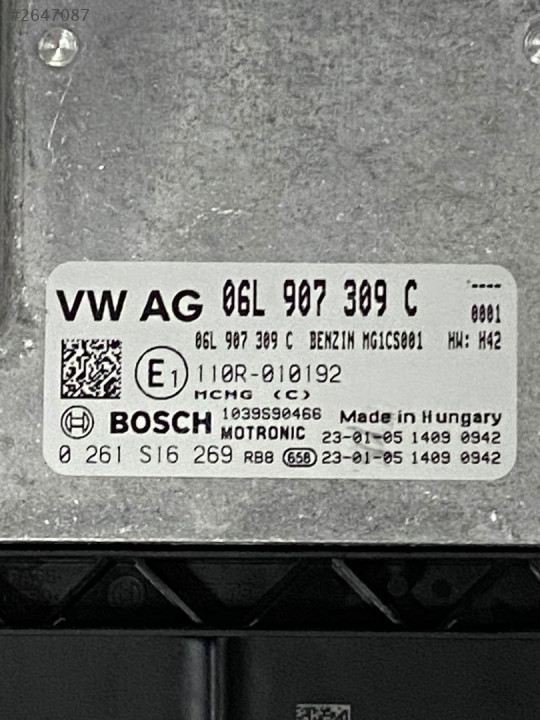 #2647087
VW AG 06L 907 309 C ----
0001
06L 907 309 C BENZIN MG1CS001 HW: H42
E1 110R-010192
MCMG (C)
BOSCH 1039S90466 Made in Hungary
MOTRONIC 23-01-05 1409 0942
0 261 S16 269 RB8 658 23-01-05 1409 0942